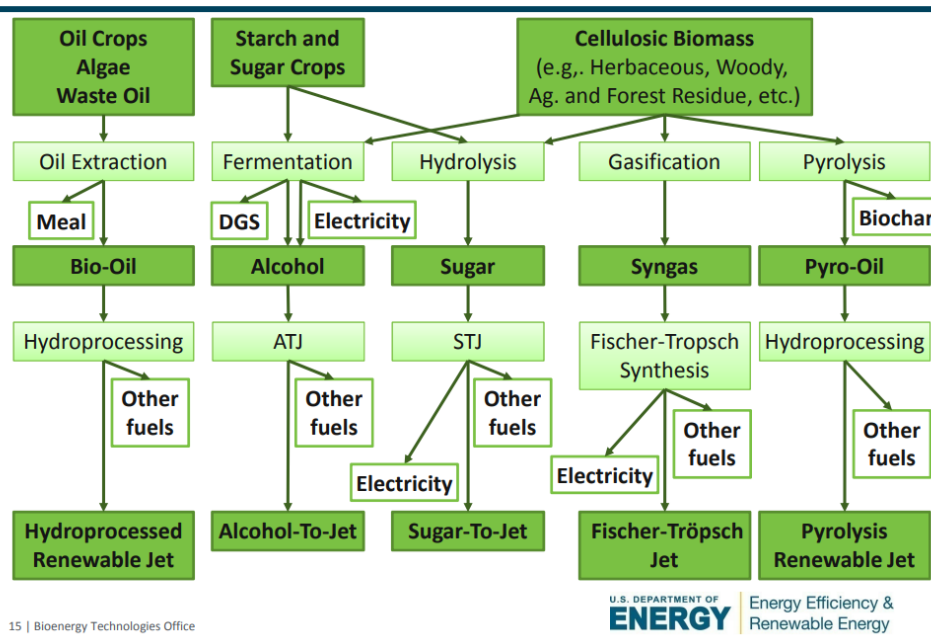 Oil Crops
Algae
Waste Oil
Starch and
Sugar Crops
Cellulosic Biomass
(e.g,. Herbaceous, Woody,
Ag. and Forest Residue, etc.)
Oil Extraction
Fermentation
Hydrolysis
Gasification
Pyrolysis
Meal
DGS
Electricity
Biochar
Bio-Oil
Alcohol
Sugar
Syngas
Pyro-Oil
Hydroprocessing
ATJ
STJ
Fischer-Tropsch
Synthesis
Hydroprocessing
Other
fuels
Other
fuels
Electricity
Other
fuels
Electricity
Other
fuels
Other
fuels
Hydroprocessed
Renewable Jet
Alcohol-To-Jet
Sugar-To-Jet
Fischer-Tröpsch
Jet
Pyrolysis
Renewable Jet
15 | Bioenergy Technologies Office
U.S. DEPARTMENT OF
ENERGY
Energy Efficiency &
Renewable Energy